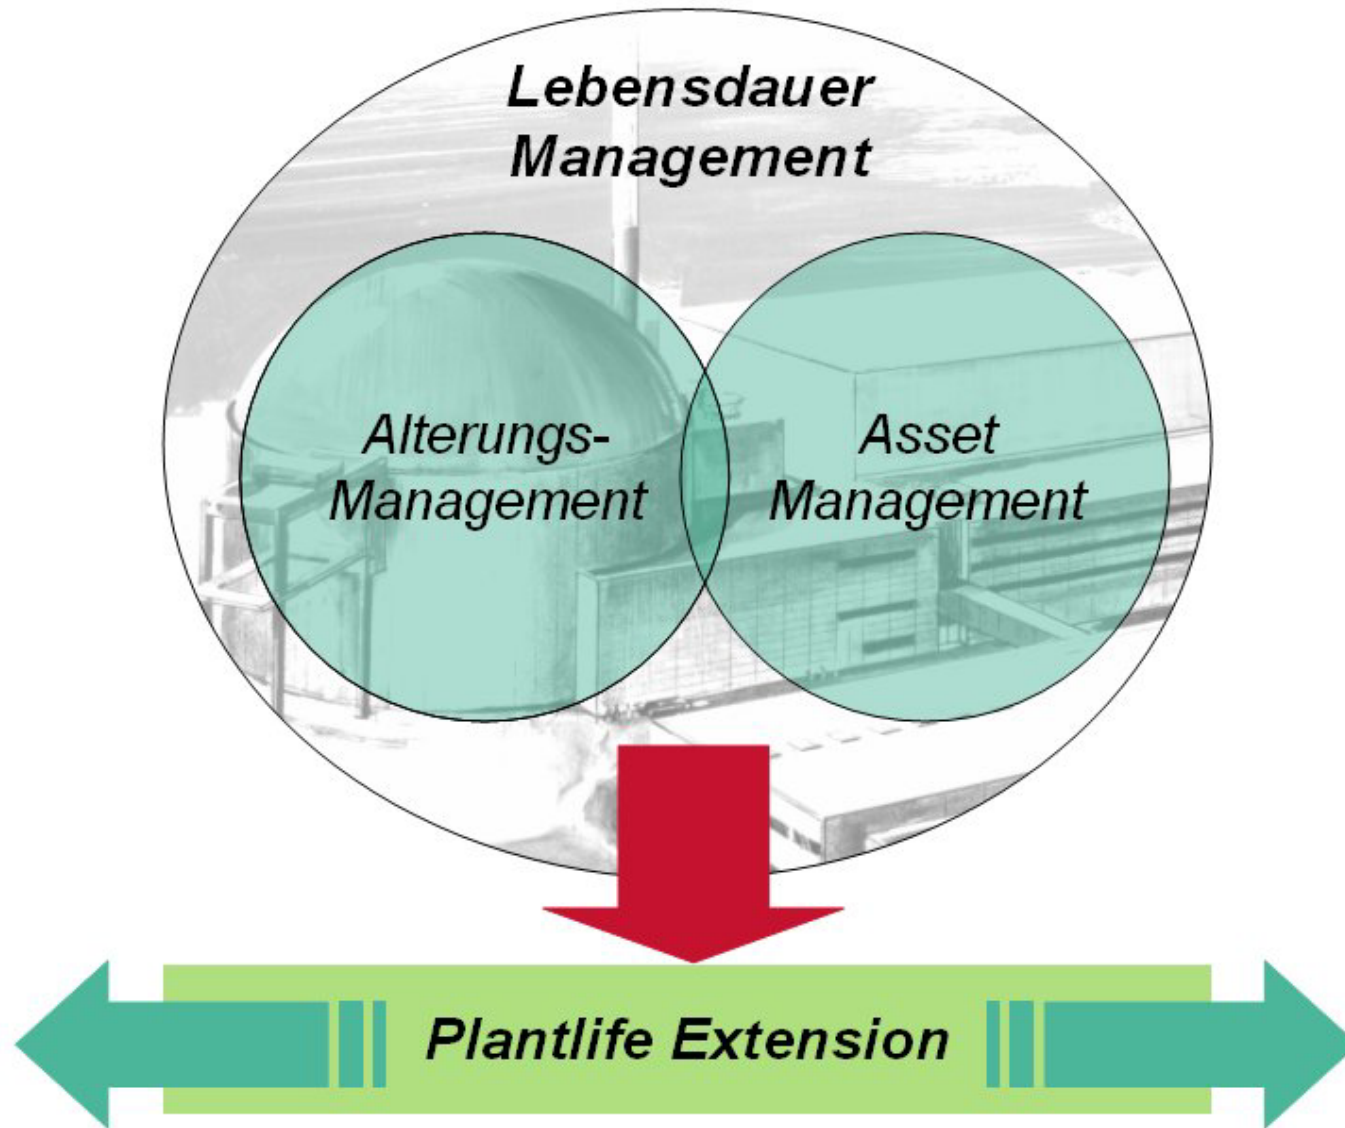 Lebensdauer
Management
Alterungs-
Management
Asset
Management
Plantlife Extension